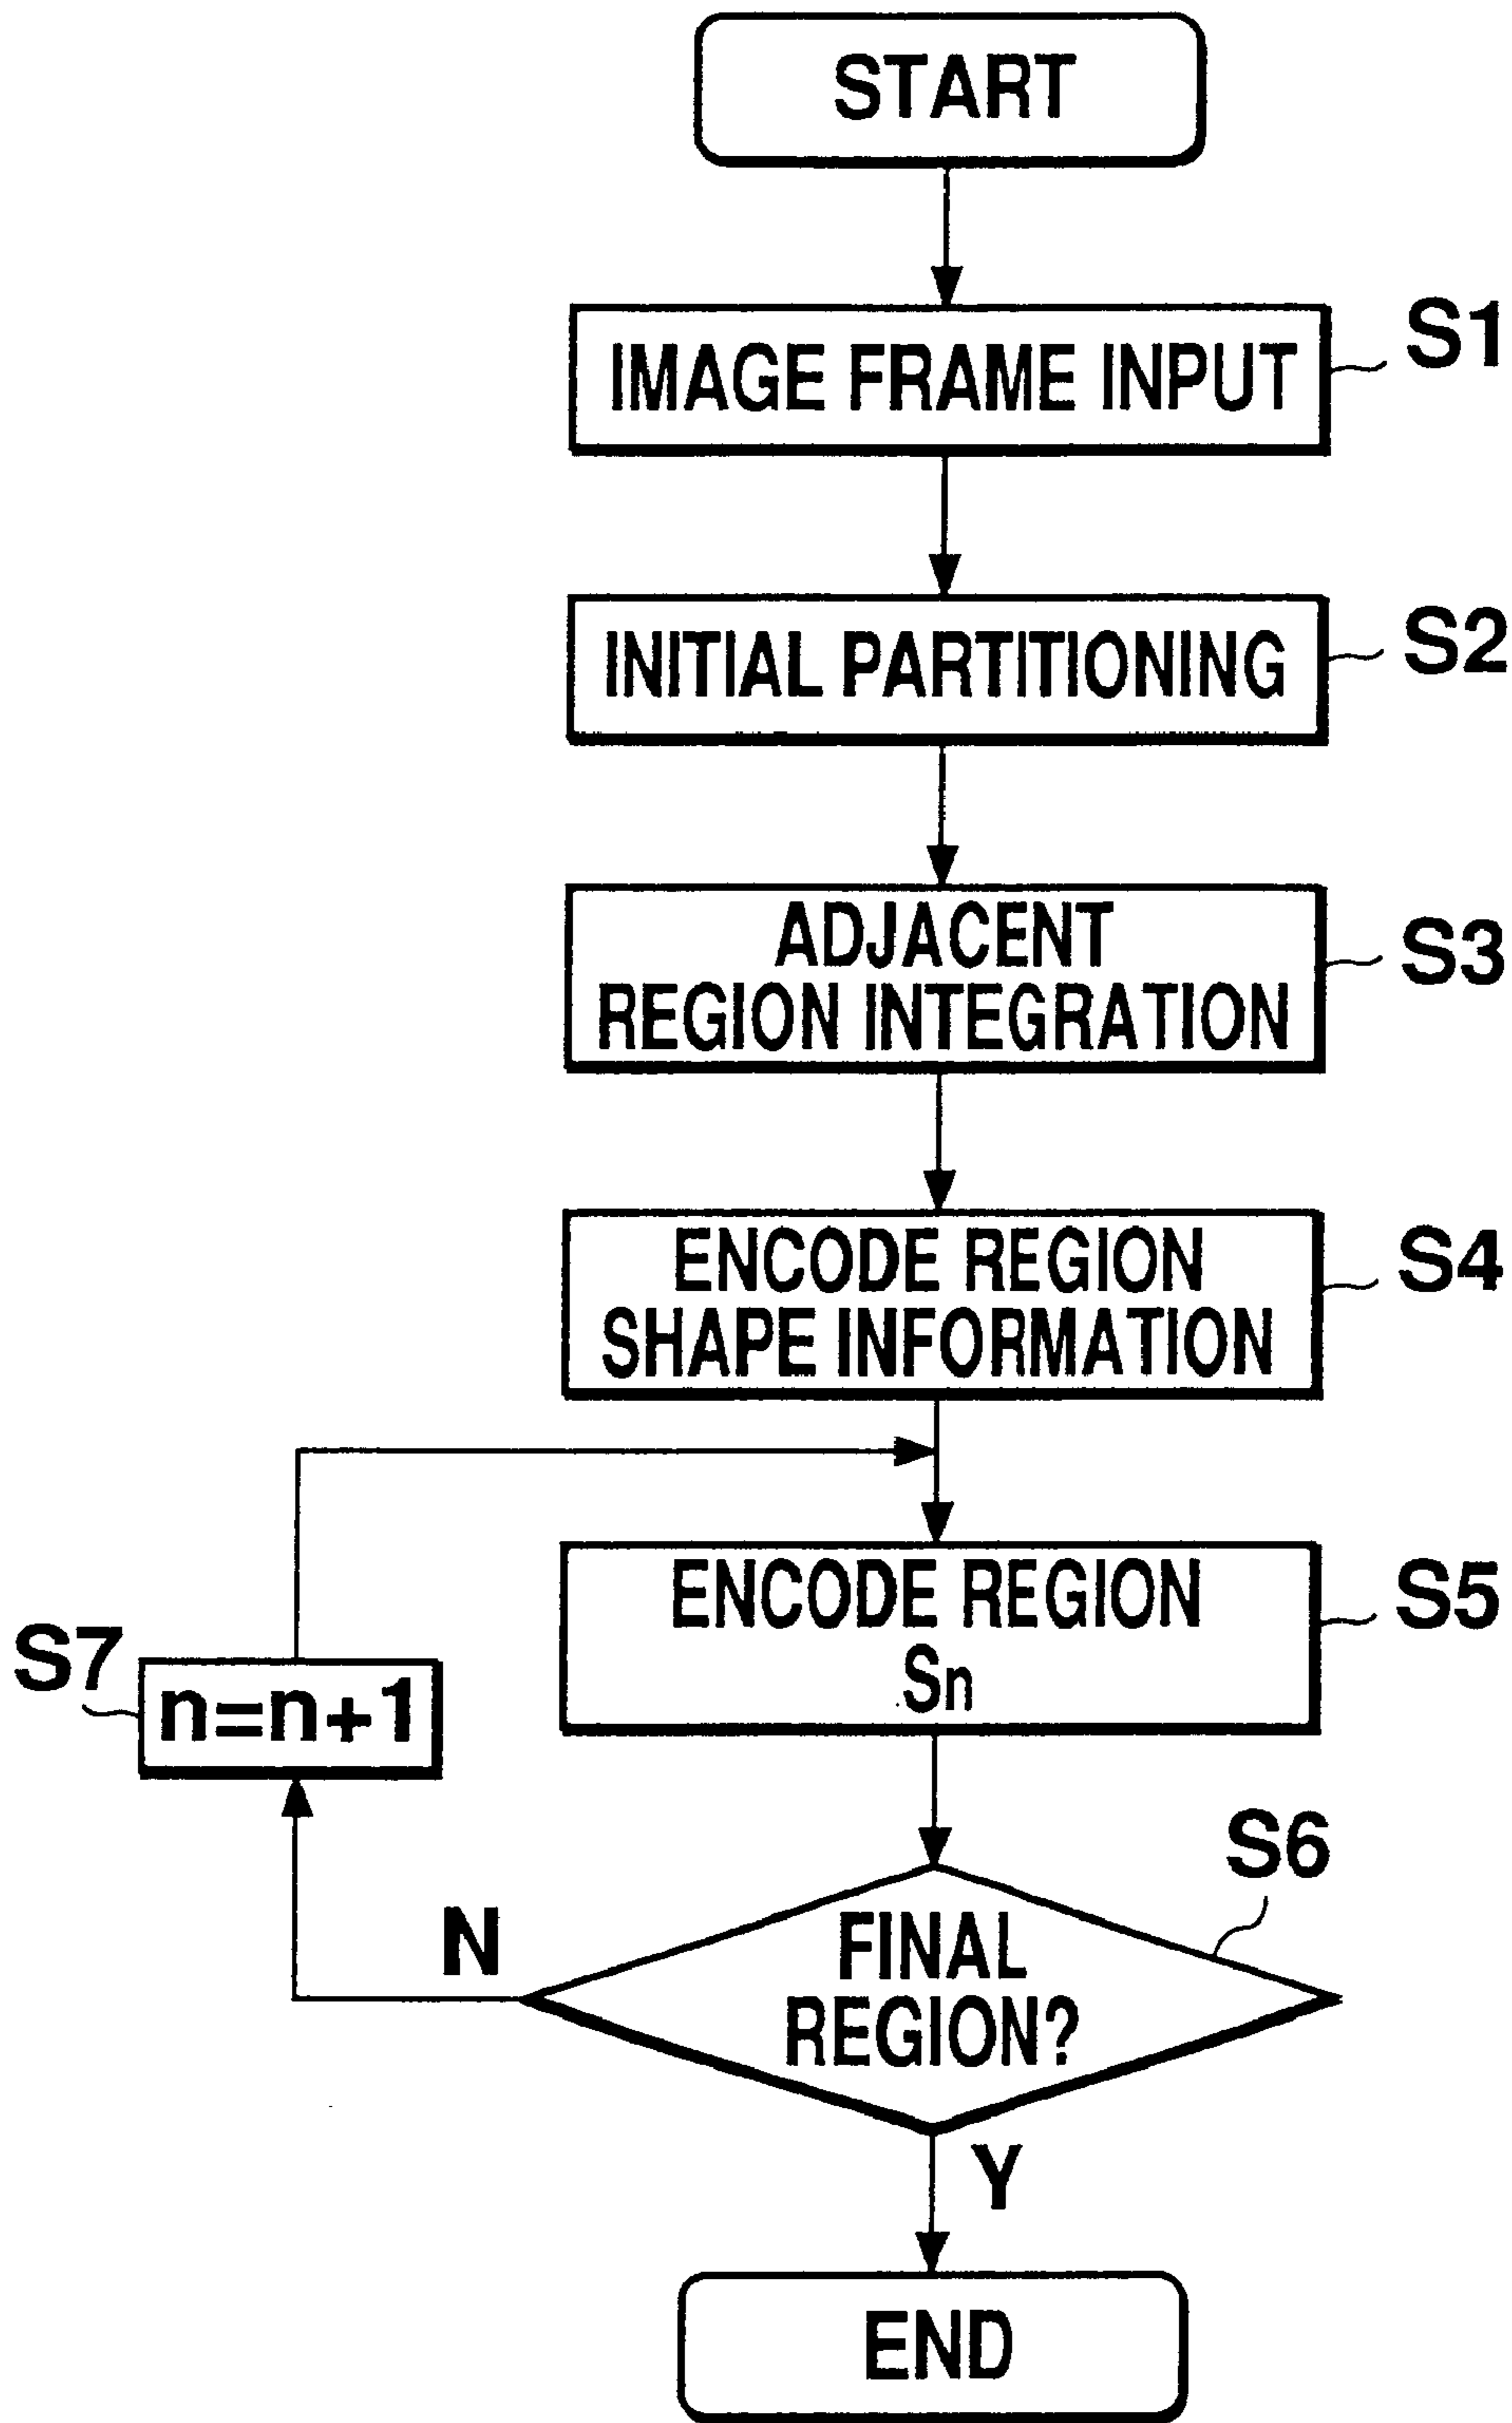 START
IMAGE FRAME INPUT
S1
INITIAL PARTITIONING
S2
ADJACENT
REGION INTEGRATION
S3
ENCODE REGION
SHAPE INFORMATION
S4
ENCODE REGION
Sn
S5
S7
n=n+1
S6
FINAL
REGION?
N
Y
END